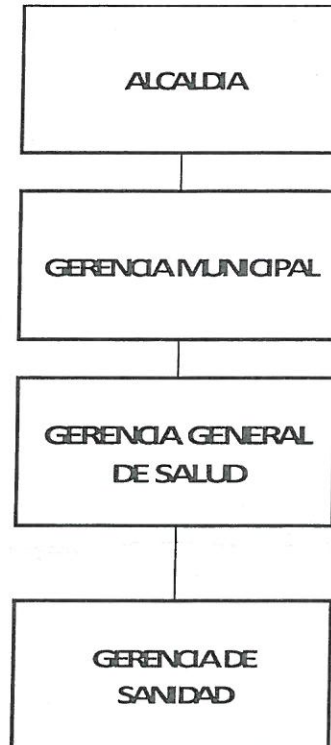 ALCALDIA
GERENCIA MUNICIPAL
GERENCIA GENERAL
DE SALUD
GERENCIA DE
SANIDAD